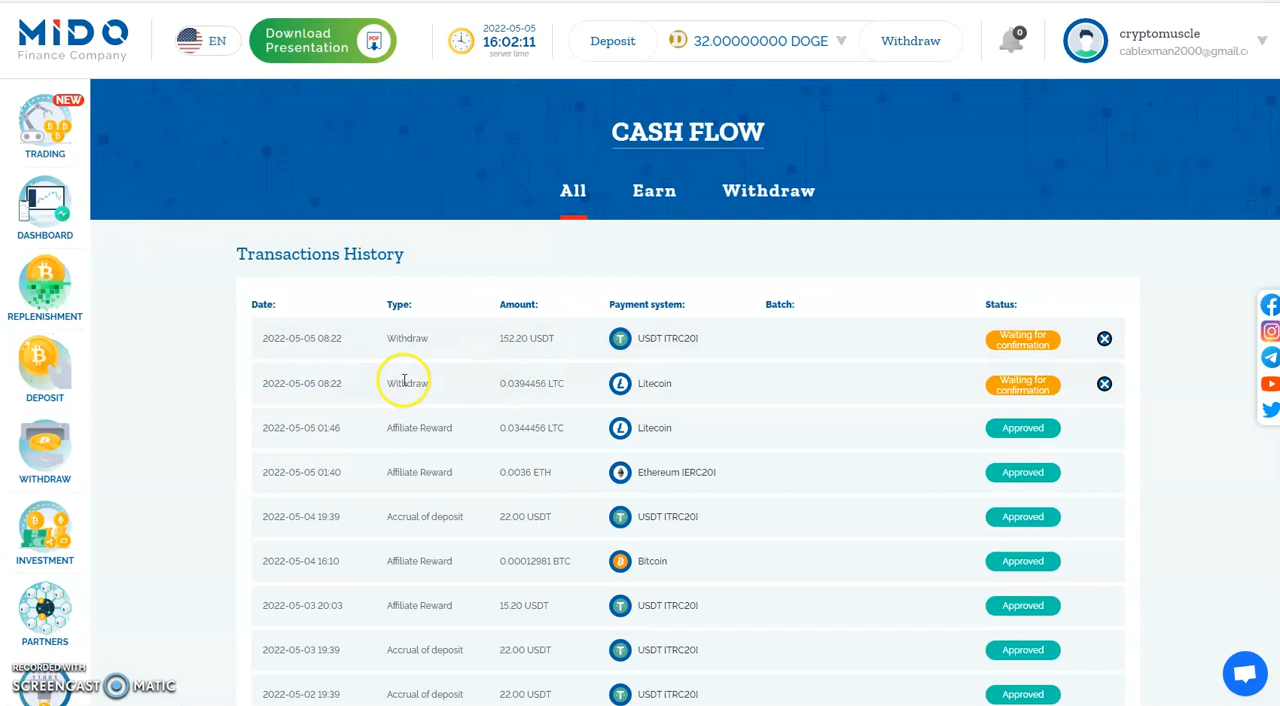 MIDO
Finance Company
EN
Download
Presentation
PDF
2022-05-05
16:02:11
server time
Deposit
32.00000000 DOGE
Withdraw
0
cryptomuscle
cablexman2000@gmail.c
NEW
TRADING
DASHBOARD
REPLENISHMENT
DEPOSIT
WITHDRAW
INVESTMENT
PARTNERS
CASH FLOW
All Earn Withdraw
Transactions History
Date: Type: Amount: Payment system: Batch: Status:
2022-05-05 08:22 Withdraw 152.20 USDT USDT [TRC20] Waiting for confirmation
2022-05-05 08:22 Withdraw 0.0394456 LTC Litecoin Waiting for confirmation
2022-05-05 01:46 Affiliate Reward 0.0344456 LTC Litecoin Approved
2022-05-05 01:40 Affiliate Reward 0.0036 ETH Ethereum [ERC20] Approved
2022-05-04 19:39 Accrual of deposit 22.00 USDT USDT [TRC20] Approved
2022-05-04 16:10 Affiliate Reward 0.00012981 BTC Bitcoin Approved
2022-05-03 20:03 Affiliate Reward 15.20 USDT USDT [TRC20] Approved
2022-05-03 19:39 Accrual of deposit 22.00 USDT USDT [TRC20] Approved
2022-05-02 19:39 Accrual of deposit 22.00 USDT USDT [TRC20] Approved
RECORDED WITH
SCREENCAST MATIC